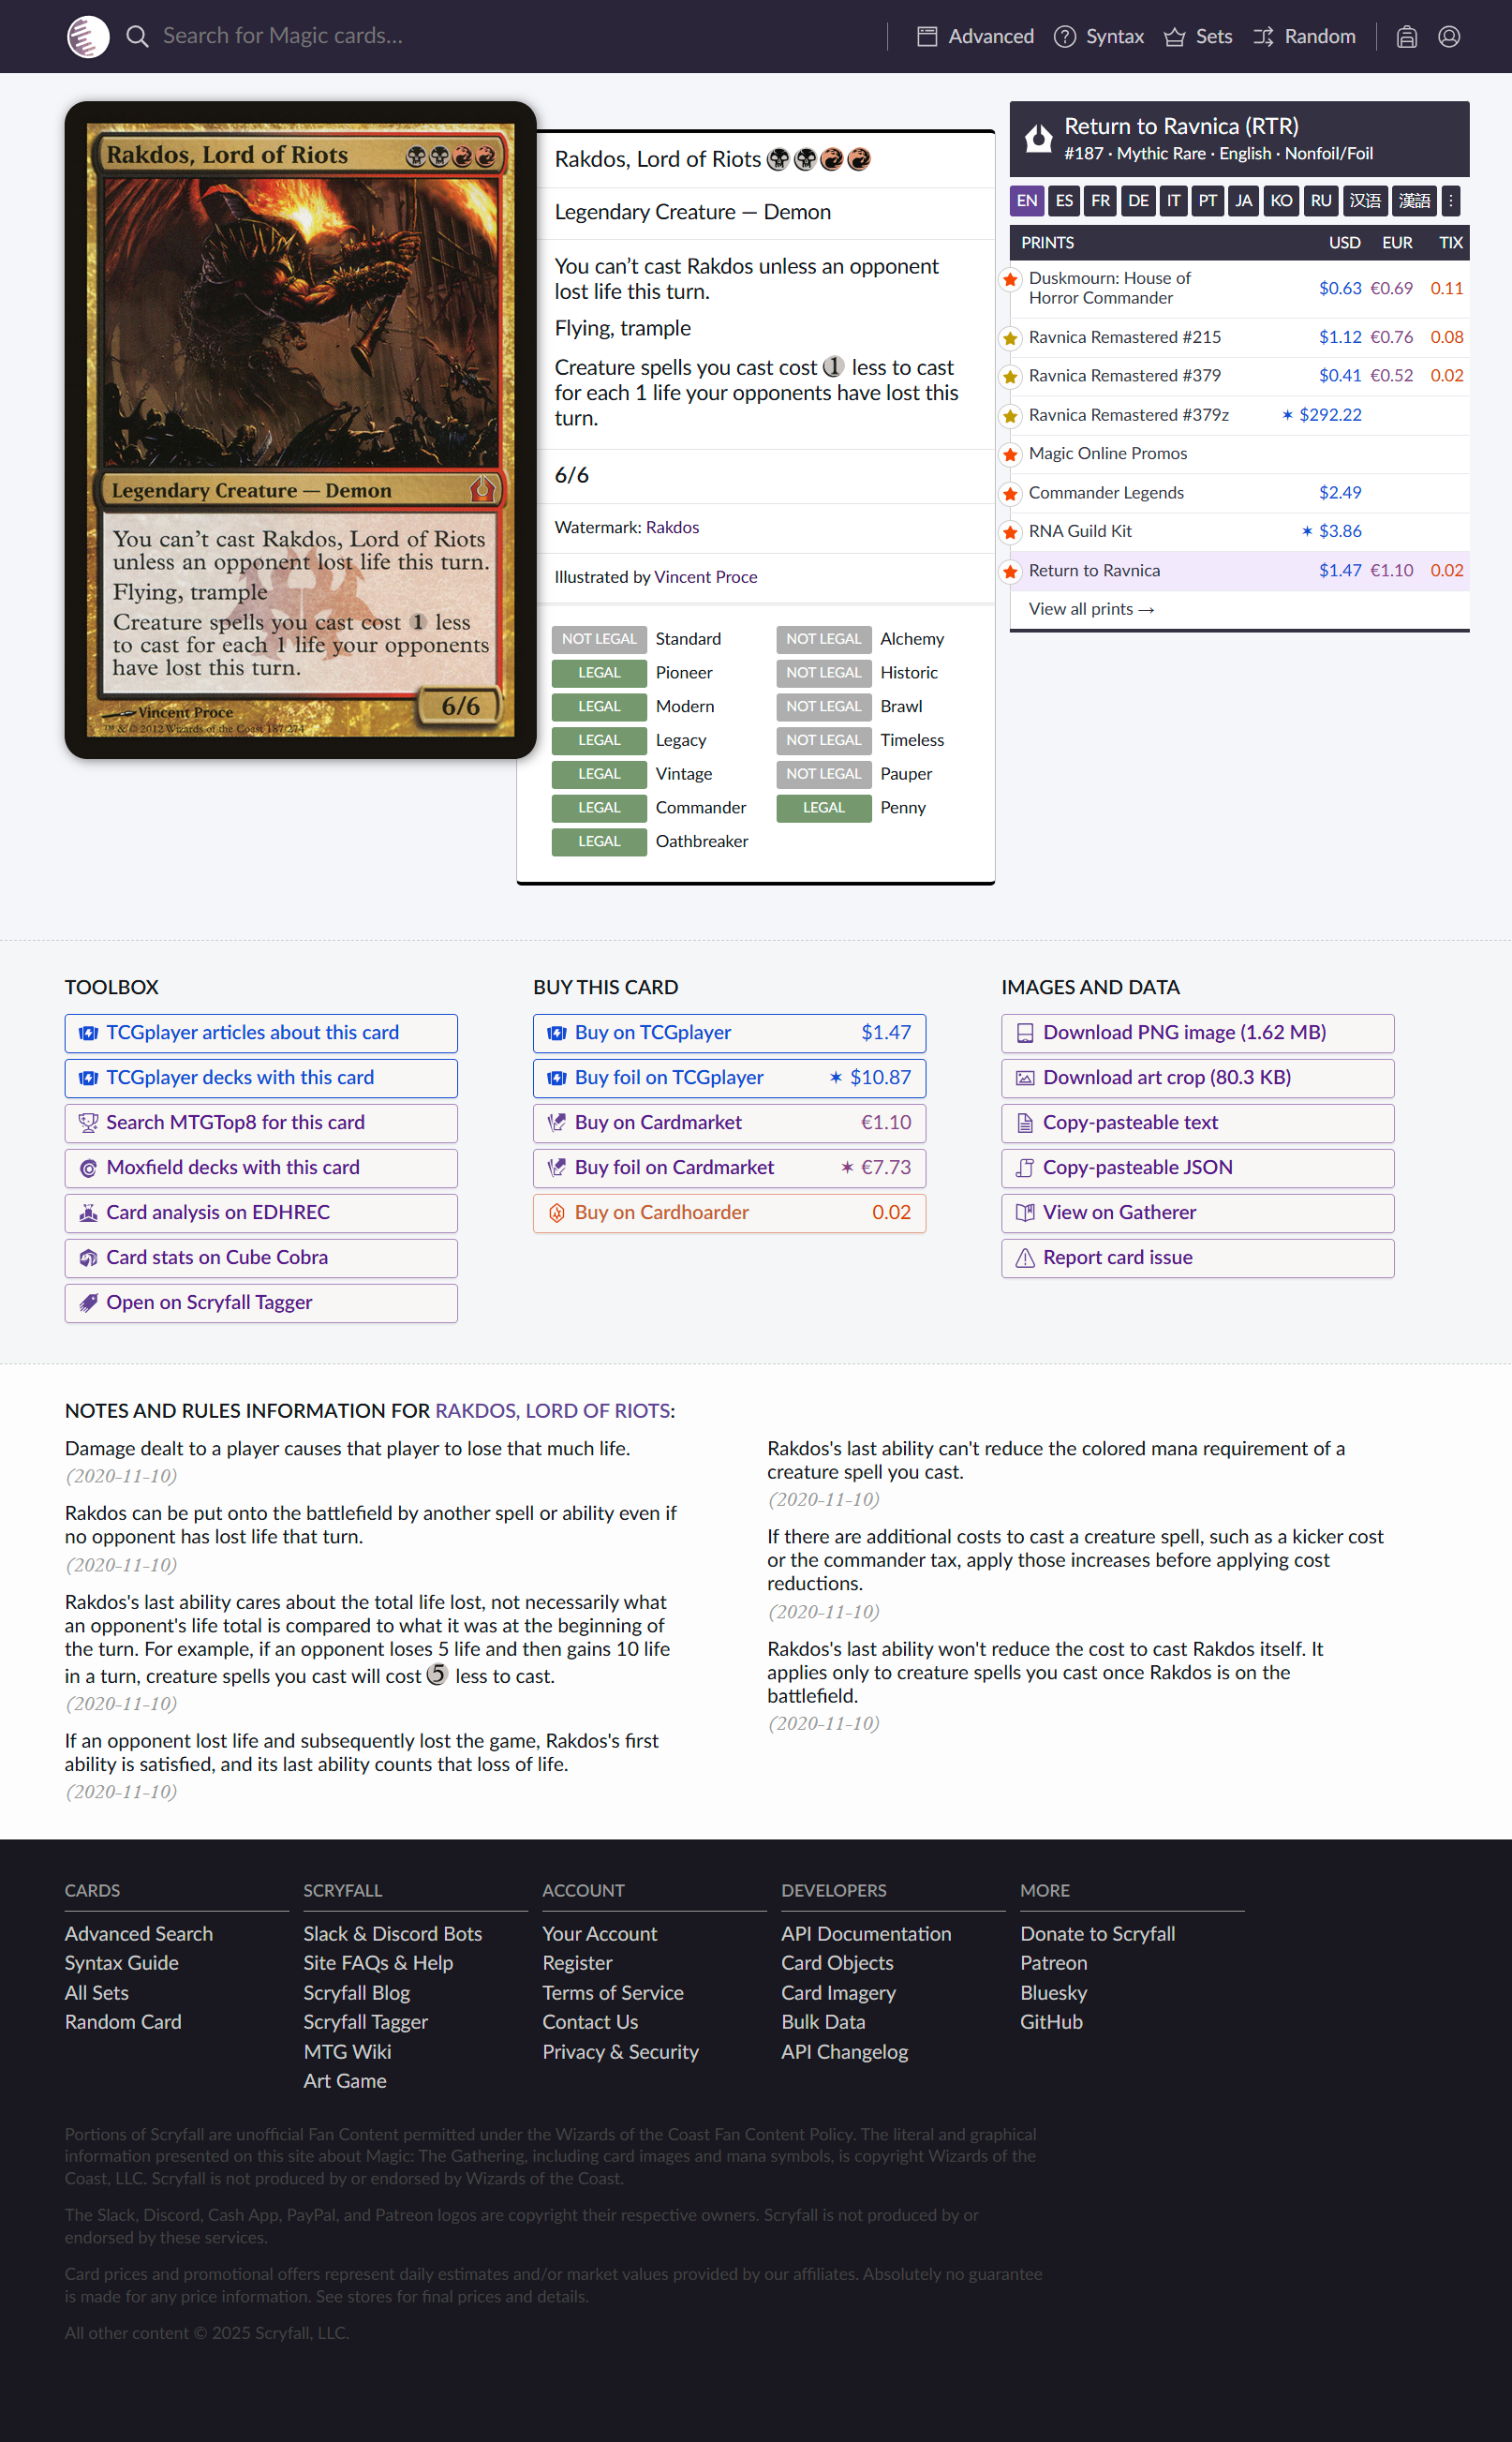 Search for Magic cards...
Advanced
Syntax
Sets
Random
Rakdos, Lord of Riots
Legendary Creature — Demon
You can't cast Rakdos, Lord of Riots
unless an opponent lost life this turn.
Flying, trample
Creature spells you cast cost 1 less
to cast for each 1 life your opponents
have lost this turn.
6/6
Vincent Proce
™ & © 2012 Wizards of the Coast 187/274
Rakdos, Lord of Riots
Legendary Creature — Demon
You can't cast Rakdos unless an opponent
lost life this turn.
Flying, trample
Creature spells you cast cost 1 less to cast
for each 1 life your opponents have lost this
turn.
6/6
Watermark: Rakdos
Illustrated by Vincent Proce
NOT LEGAL Standard NOT LEGAL Alchemy
LEGAL Pioneer NOT LEGAL Historic
LEGAL Modern NOT LEGAL Brawl
LEGAL Legacy NOT LEGAL Timeless
LEGAL Vintage NOT LEGAL Pauper
LEGAL Commander LEGAL Penny
LEGAL Oathbreaker
Return to Ravnica (RTR)
#187 · Mythic Rare · English · Nonfoil/Foil
EN ES FR DE IT PT JA KO RU 汉语 漢語
PRINTS USD EUR TIX
Duskmourn: House of
Horror Commander $0.63 €0.69 0.11
Ravnica Remastered #215 $1.12 €0.76 0.08
Ravnica Remastered #379 $0.41 €0.52 0.02
Ravnica Remastered #379z ✶ $292.22
Magic Online Promos
Commander Legends $2.49
RNA Guild Kit ✶ $3.86
Return to Ravnica $1.47 €1.10 0.02
View all prints →
TOOLBOX
TCGplayer articles about this card
TCGplayer decks with this card
Search MTGTop8 for this card
Moxfield decks with this card
Card analysis on EDHREC
Card stats on Cube Cobra
Open on Scryfall Tagger
BUY THIS CARD
Buy on TCGplayer $1.47
Buy foil on TCGplayer ✶ $10.87
Buy on Cardmarket €1.10
Buy foil on Cardmarket ✶ €7.73
Buy on Cardhoarder 0.02
IMAGES AND DATA
Download PNG image (1.62 MB)
Download art crop (80.3 KB)
Copy-pasteable text
Copy-pasteable JSON
View on Gatherer
Report card issue
NOTES AND RULES INFORMATION FOR RAKDOS, LORD OF RIOTS:
Damage dealt to a player causes that player to lose that much life.
(2020-11-10)
Rakdos can be put onto the battlefield by another spell or ability even if
no opponent has lost life that turn.
(2020-11-10)
Rakdos's last ability cares about the total life lost, not necessarily what
an opponent's life total is compared to what it was at the beginning of
the turn. For example, if an opponent loses 5 life and then gains 10 life
in a turn, creature spells you cast will cost 5 less to cast.
(2020-11-10)
If an opponent lost life and subsequently lost the game, Rakdos's first
ability is satisfied, and its last ability counts that loss of life.
(2020-11-10)
Rakdos's last ability can't reduce the colored mana requirement of a
creature spell you cast.
(2020-11-10)
If there are additional costs to cast a creature spell, such as a kicker cost
or the commander tax, apply those increases before applying cost
reductions.
(2020-11-10)
Rakdos's last ability won't reduce the cost to cast Rakdos itself. It
applies only to creature spells you cast once Rakdos is on the
battlefield.
(2020-11-10)
CARDS
Advanced Search
Syntax Guide
All Sets
Random Card
SCRYFALL
Slack & Discord Bots
Site FAQs & Help
Scryfall Blog
Scryfall Tagger
MTG Wiki
Art Game
ACCOUNT
Your Account
Register
Terms of Service
Contact Us
Privacy & Security
DEVELOPERS
API Documentation
Card Objects
Card Imagery
Bulk Data
API Changelog
MORE
Donate to Scryfall
Patreon
Bluesky
GitHub
Portions of Scryfall are unofficial Fan Content permitted under the Wizards of the Coast Fan Content Policy. The literal and graphical
information presented on this site about Magic: The Gathering, including card images and mana symbols, is copyright Wizards of the
Coast, LLC. Scryfall is not produced by or endorsed by Wizards of the Coast.
The Slack, Discord, Cash App, PayPal, and Patreon logos are copyright their respective owners. Scryfall is not produced by or
endorsed by these services.
Card prices and promotional offers represent daily estimates and/or market values provided by our affiliates. Absolutely no guarantee
is made for any price information. See stores for final prices and details.
All other content © 2025 Scryfall, LLC.